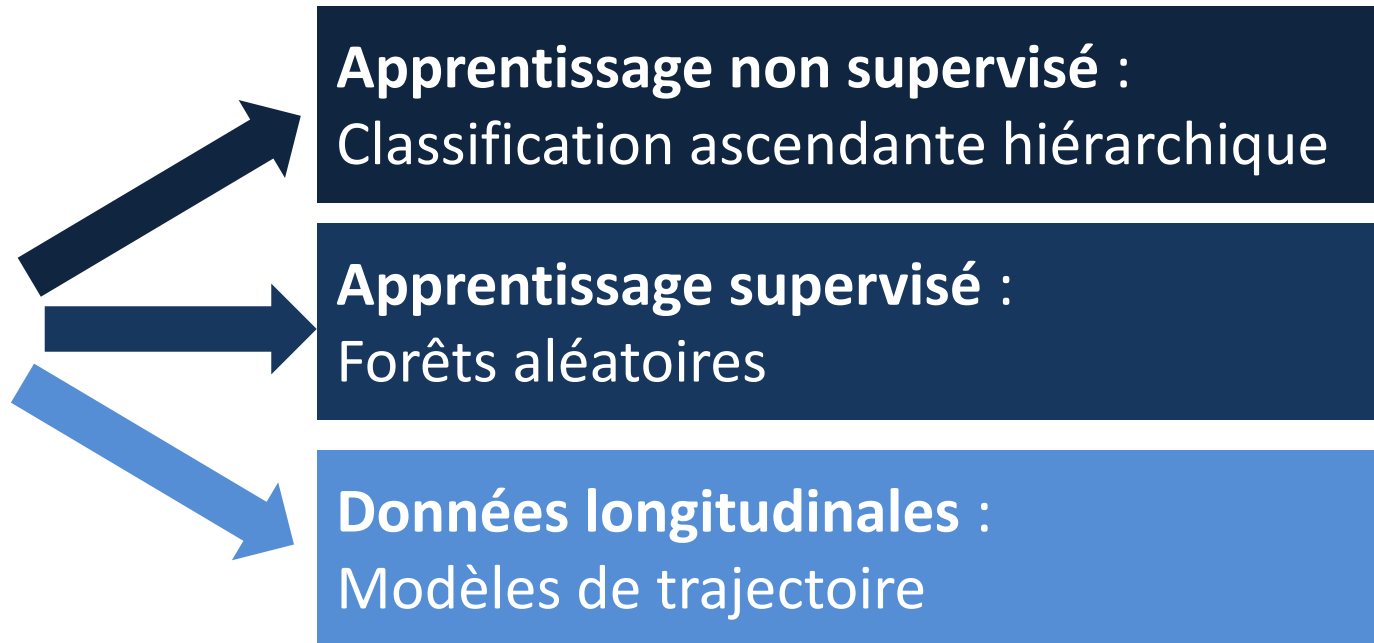 Apprentissage non supervisé :
Classification ascendante hiérarchique
Apprentissage supervisé :
Forêts aléatoires
Données longitudinales :
Modèles de trajectoire